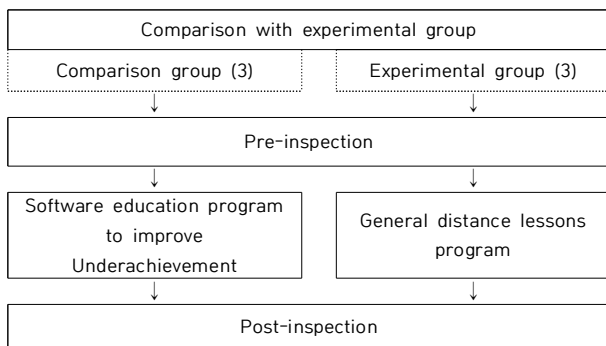 Comparison with experimental group
Comparison group (3)
Experimental group (3)
Pre-inspection
Software education program
to improve
Underachievement
General distance lessons
program
Post-inspection